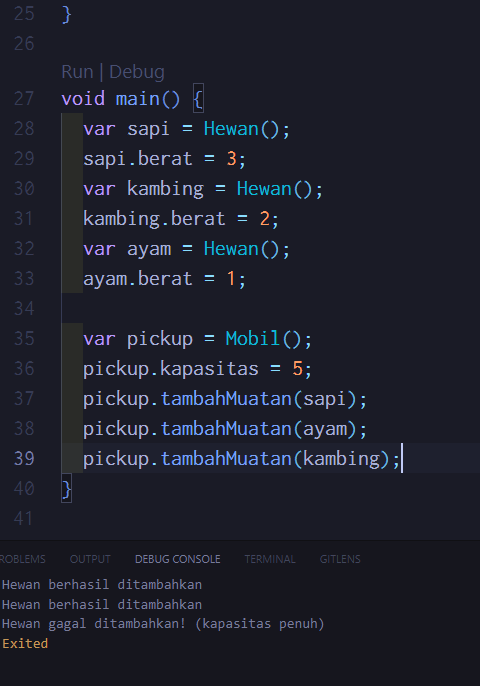 25 }
26
Run | Debug
27 void main() {
28 var sapi = Hewan();
29 sapi.berat = 3;
30 var kambing = Hewan();
31 kambing.berat = 2;
32 var ayam = Hewan();
33 ayam.berat = 1;
34
35 var pickup = Mobil();
36 pickup.kapasitas = 5;
37 pickup.tambahMuatan(sapi);
38 pickup.tambahMuatan(ayam);
39 pickup.tambahMuatan(kambing);
40 }
41
ROBLEMS OUTPUT DEBUG CONSOLE TERMINAL GITLENS
Hewan berhasil ditambahkan
Hewan berhasil ditambahkan
Hewan gagal ditambahkan! (kapasitas penuh)
Exited